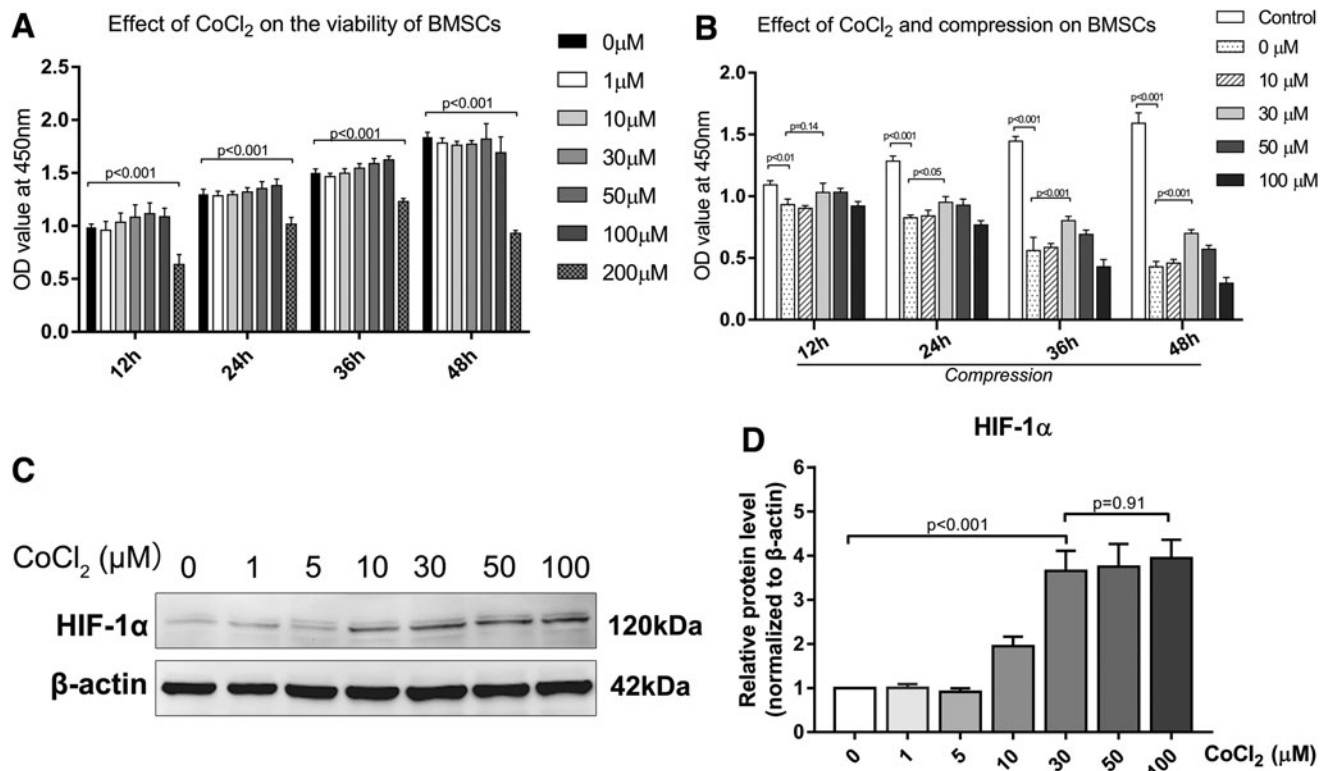 A
Effect of CoCl2 on the viability of BMSCs
OD value at 450nm
2.5
2.0
1.5
1.0
0.5
0.0
p<0.001
p<0.001
p<0.001
p<0.001
12h
24h
36h
48h
0μM
1μM
10μM
30μM
50μM
100μM
200μM
B
Effect of CoCl2 and compression on BMSCs
OD value at 450nm
2.0
1.5
1.0
0.5
0.0
p<0.01
p=0.14
p<0.001
p<0.05
p<0.001
p<0.001
p<0.001
p<0.001
12h
24h
36h
48h
Compression
Control
0 μM
10 μM
30 μM
50 μM
100 μM
C
CoCl2 (μM)
0 1 5 10 30 50 100
HIF-1α 120kDa
β-actin 42kDa
D
HIF-1α
Relative protein level
(normalized to β-actin)
6
5
4
3
2
1
0
p<0.001
p=0.91
0 1 5 10 30 50 100 CoCl2 (μM)